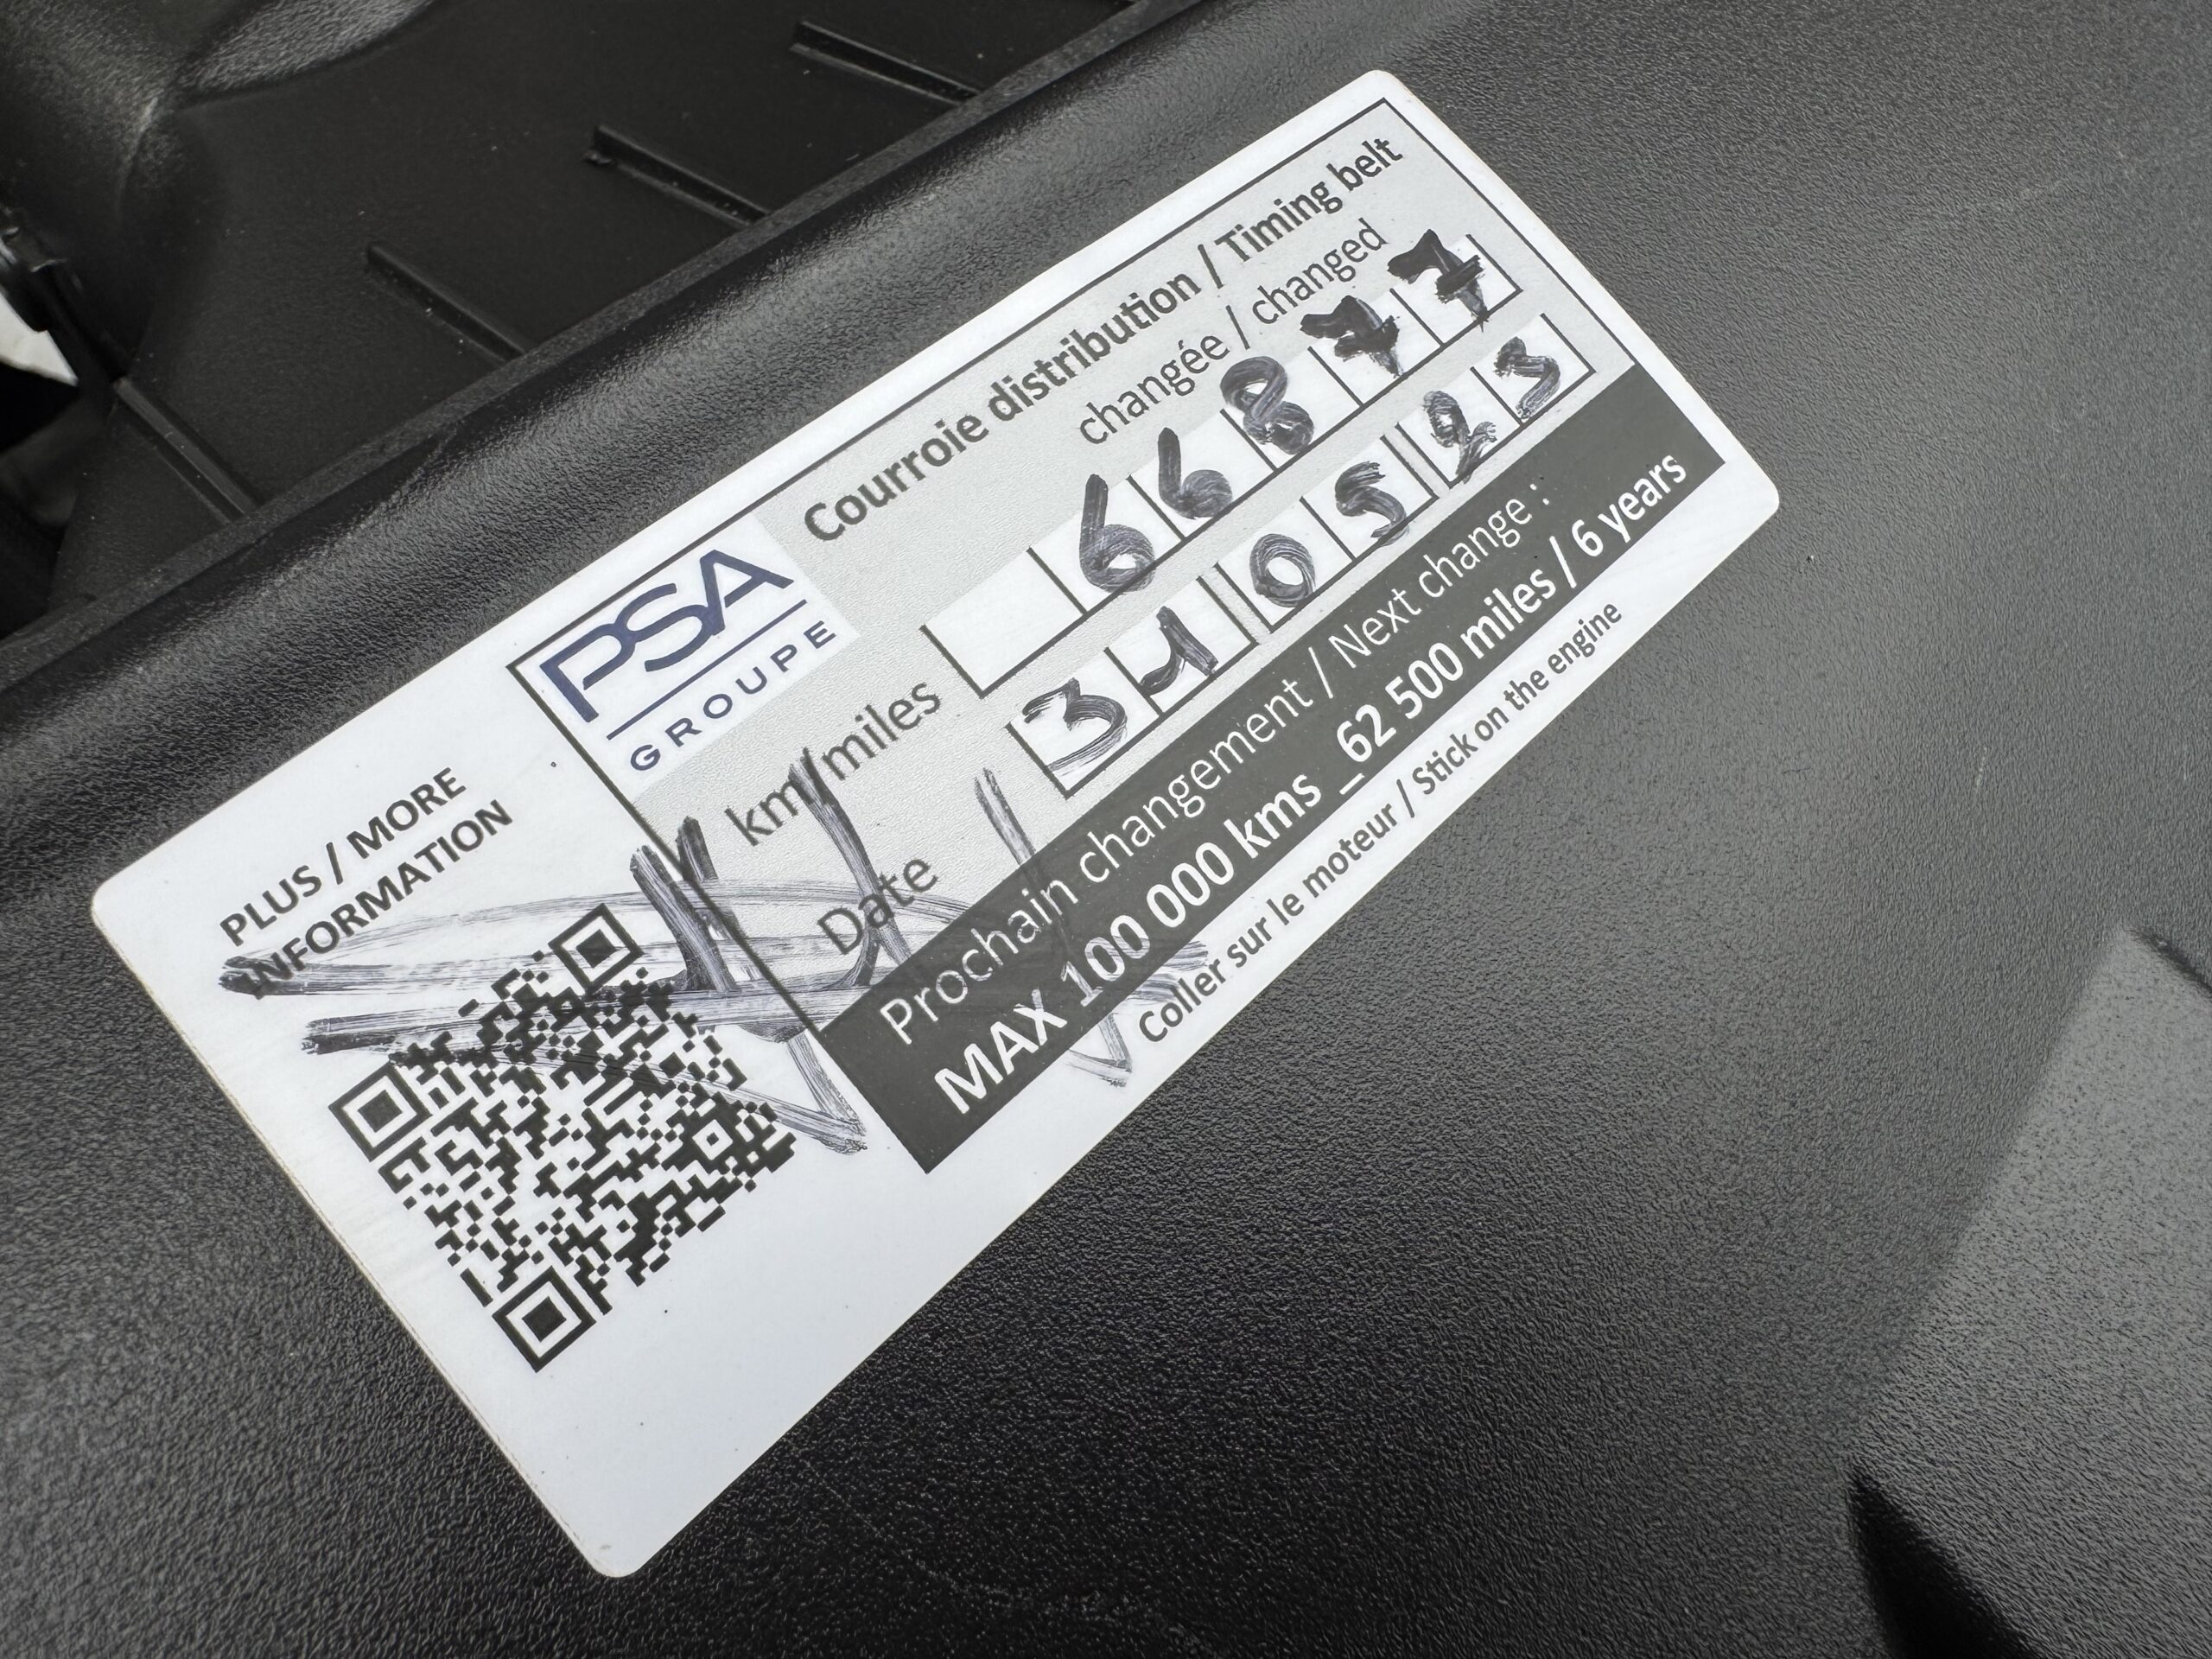 PLUS / MORE
INFORMATION
PSA
GROUPE
Courroie distribution / Timing belt
changée / changed
km/miles 66877
Date 31 05 23
Prochain changement / Next change :
MAX 100 000 kms _62 500 miles / 6 years
Coller sur le moteur / Stick on the engine